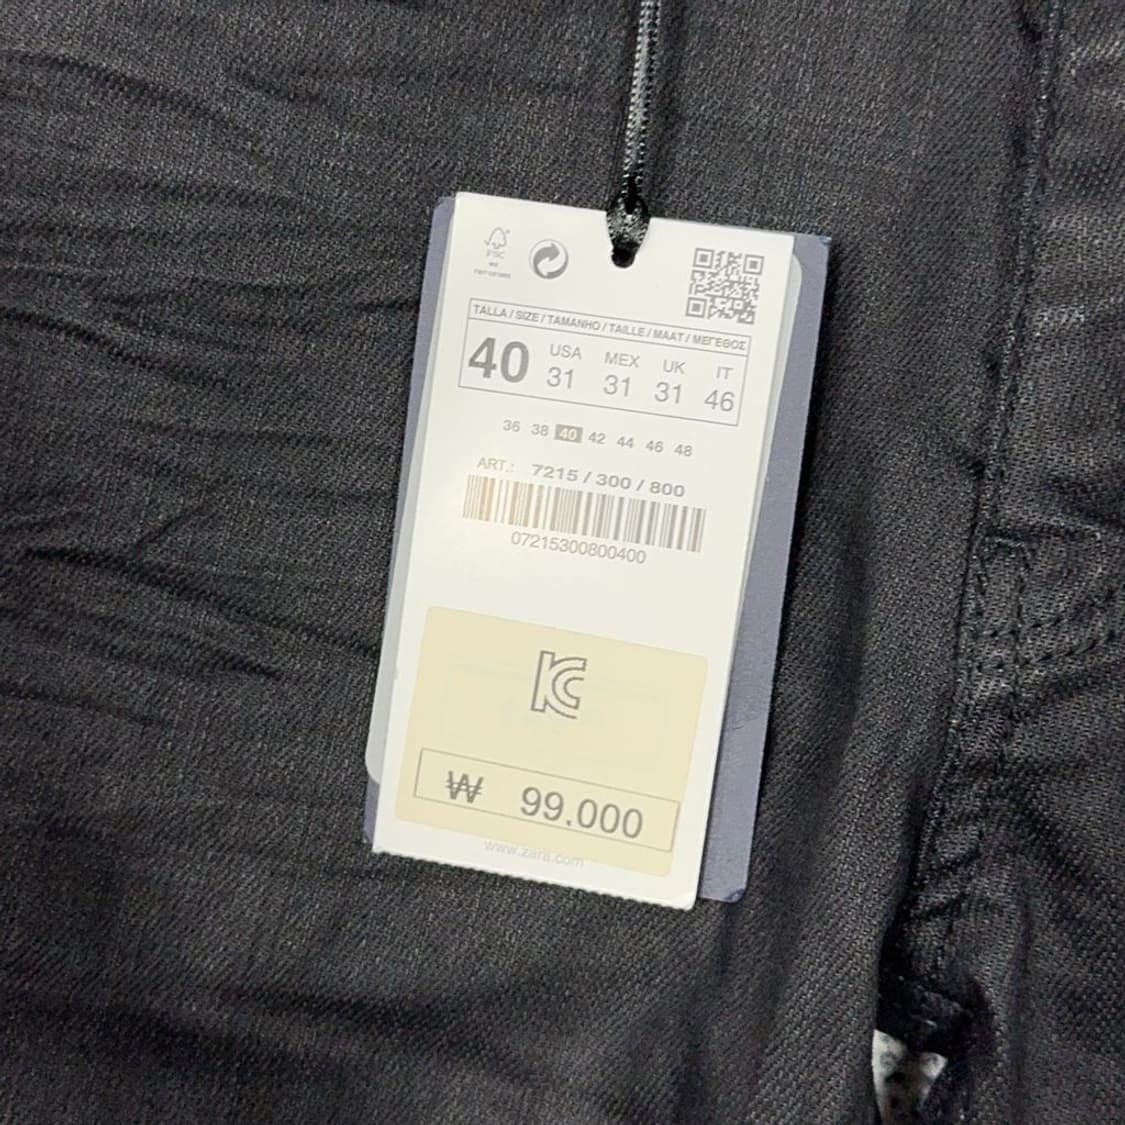 FSC
TALLA / SIZE / TAMANHO / TAILLE / MAAT / ΜΕΓΕΘΟΣ
40 USA 31 MEX 31 UK 31 IT 46
36 38 40 42 44 46 48
ART.: 7215 / 300 / 800
07215300800400
KC
₩ 99.000
www.zara.com